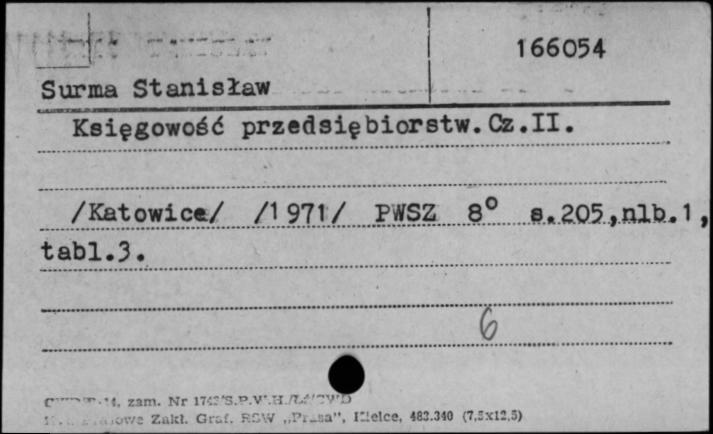 166054
Surma Stanisław
Księgowość przedsiębiorstw.Cz.II.
/Katowice/ /1971/ PWSZ 8° s.205,nlb.1,
tabl.3.
6
zam. Nr
Zakł. Graf. RSW „Prasa", Kielce, 483.340 (7,5x12,5)